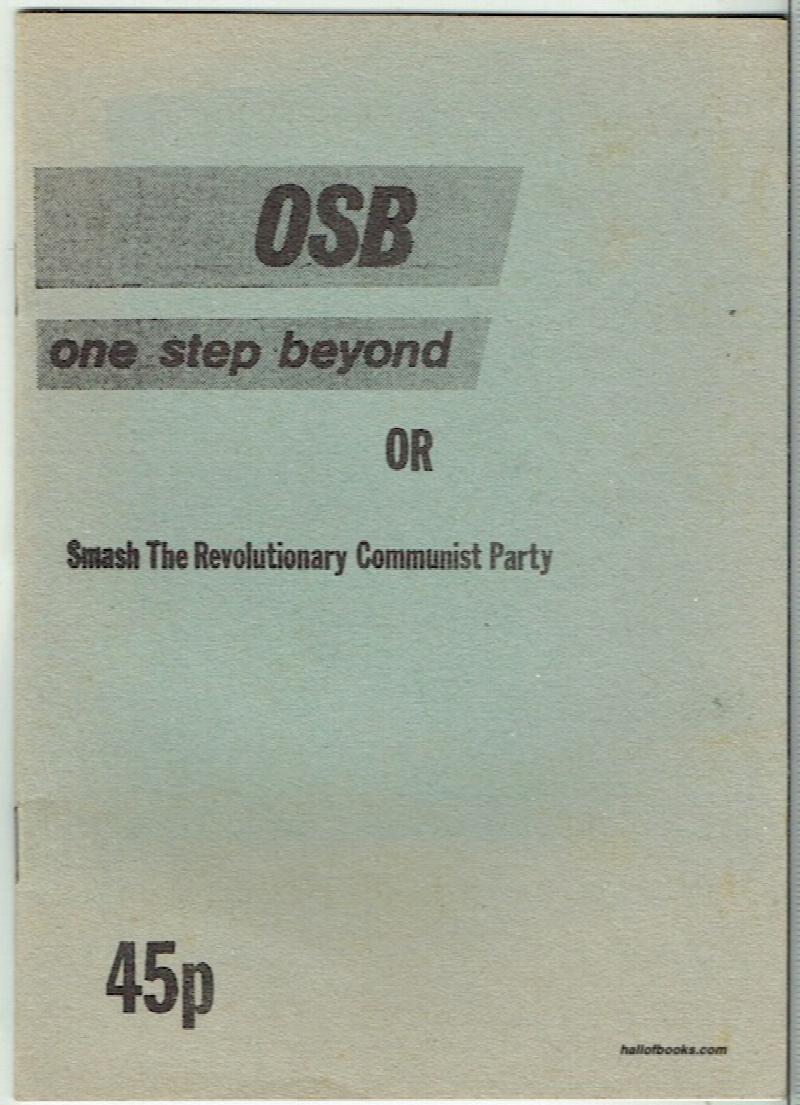 OSB
one step beyond
OR
Smash The Revolutionary Communist Party
45p
hallofbooks.com